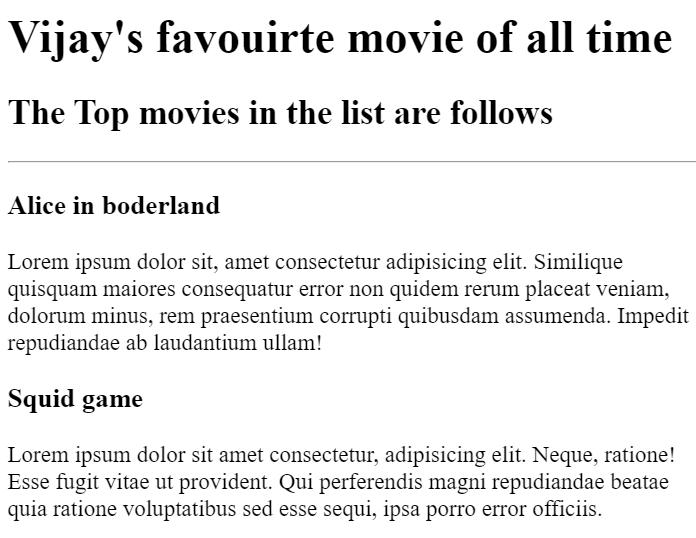 Vijay's favouirte movie of all time
The Top movies in the list are follows
Alice in boderland
Lorem ipsum dolor sit, amet consectetur adipisicing elit. Similique
quisquam maiores consequatur error non quidem rerum placeat veniam,
dolorum minus, rem praesentium corrupti quibusdam assumenda. Impedit
repudiandae ab laudantium ullam!
Squid game
Lorem ipsum dolor sit amet consectetur, adipisicing elit. Neque, ratione!
Esse fugit vitae ut provident. Qui perferendis magni repudiandae beatae
quia ratione voluptatibus sed esse sequi, ipsa porro error officiis.